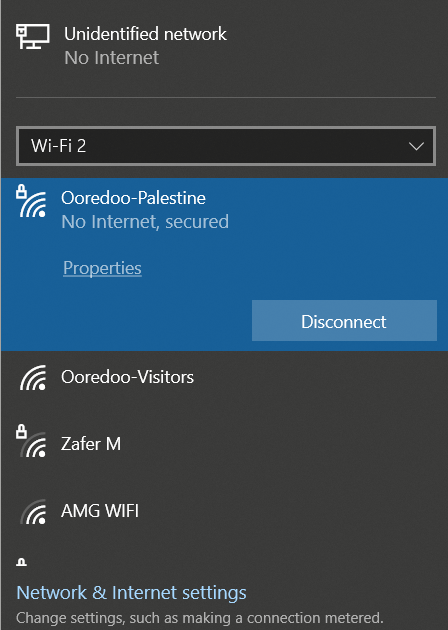 Unidentified network
No Internet
Wi-Fi 2
Ooredoo-Palestine
No Internet, secured
Properties
Disconnect
Ooredoo-Visitors
Zafer M
AMG WIFI
Network & Internet settings
Change settings, such as making a connection metered.